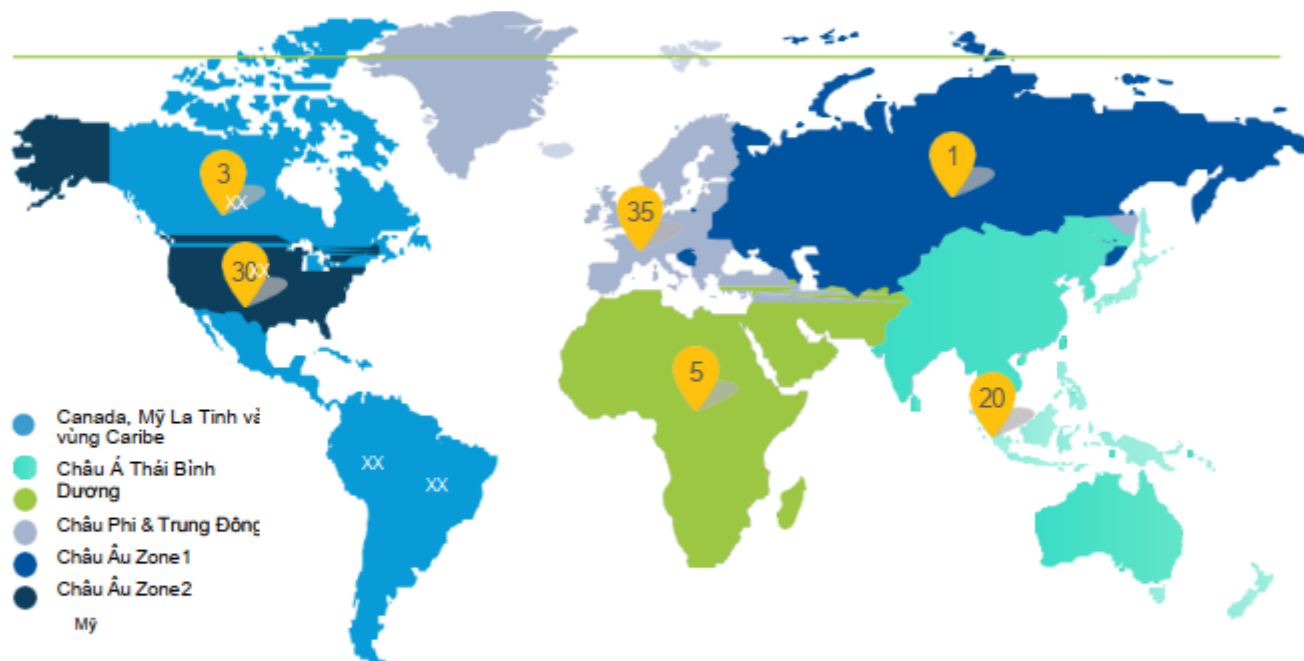 3
XX
1
35
30
XX
5
20
Canada, Mỹ La Tinh và
vùng Caribe
Châu Á Thái Bình
Dương
Châu Phi & Trung Đông
Châu Âu Zone1
Châu Âu Zone2
Mỹ
XX
XX